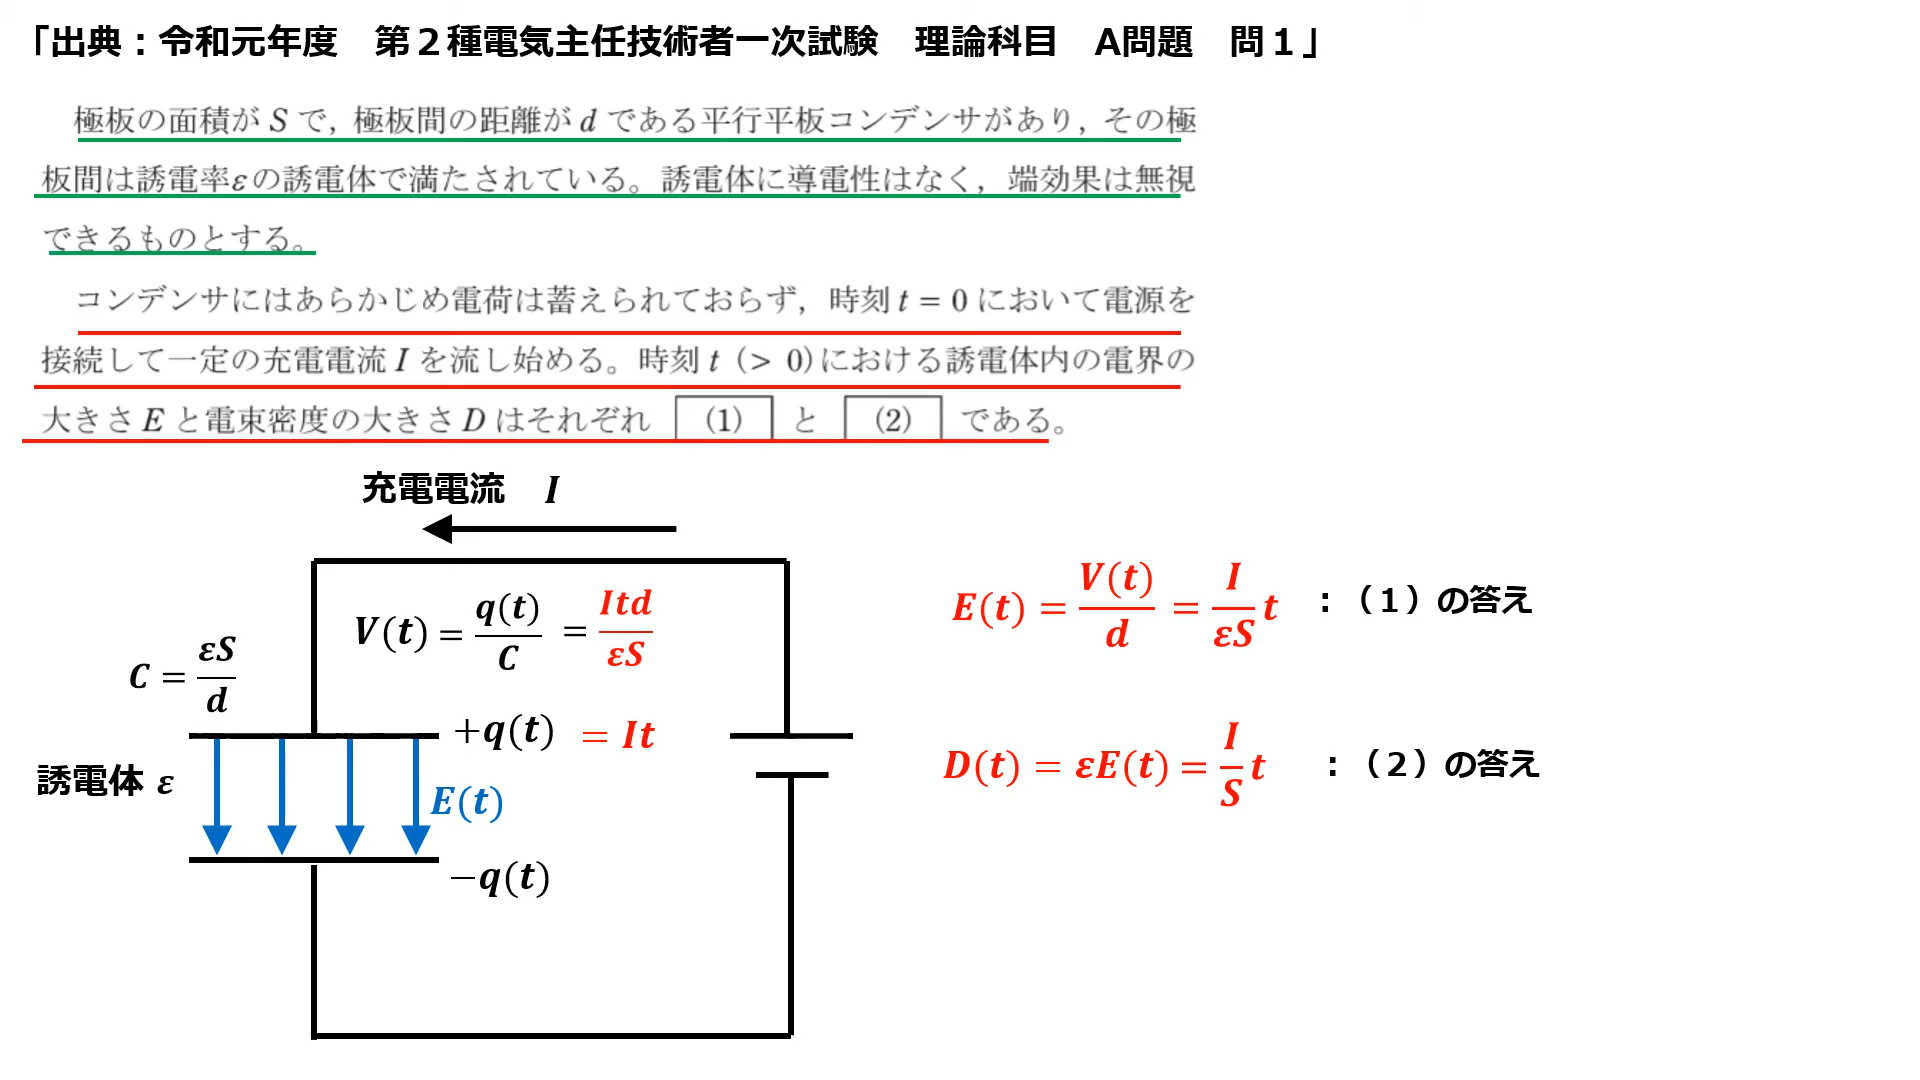 「出典：令和元年度　第２種電気主任技術者一次試験　理論科目　A問題　問１」
極板の面積が S で，極板間の距離が d である平行平板コンデンサがあり，その極
板間は誘電率εの誘電体で満たされている。誘電体に導電性はなく，端効果は無視
できるものとする。
コンデンサにはあらかじめ電荷は蓄えられておらず，時刻 t = 0 において電源を
接続して一定の充電電流 I を流し始める。時刻 t (> 0)における誘電体内の電界の
大きさ E と電束密度の大きさ D はそれぞれ (1) と (2) である。
充電電流　I
V(t) = q(t)/C = Itd/εS
C = εS/d
+q(t) = It
誘電体 ε
E(t)
−q(t)
E(t) = V(t)/d = I/εS t ：（１）の答え
D(t) = εE(t) = I/S t ：（２）の答え